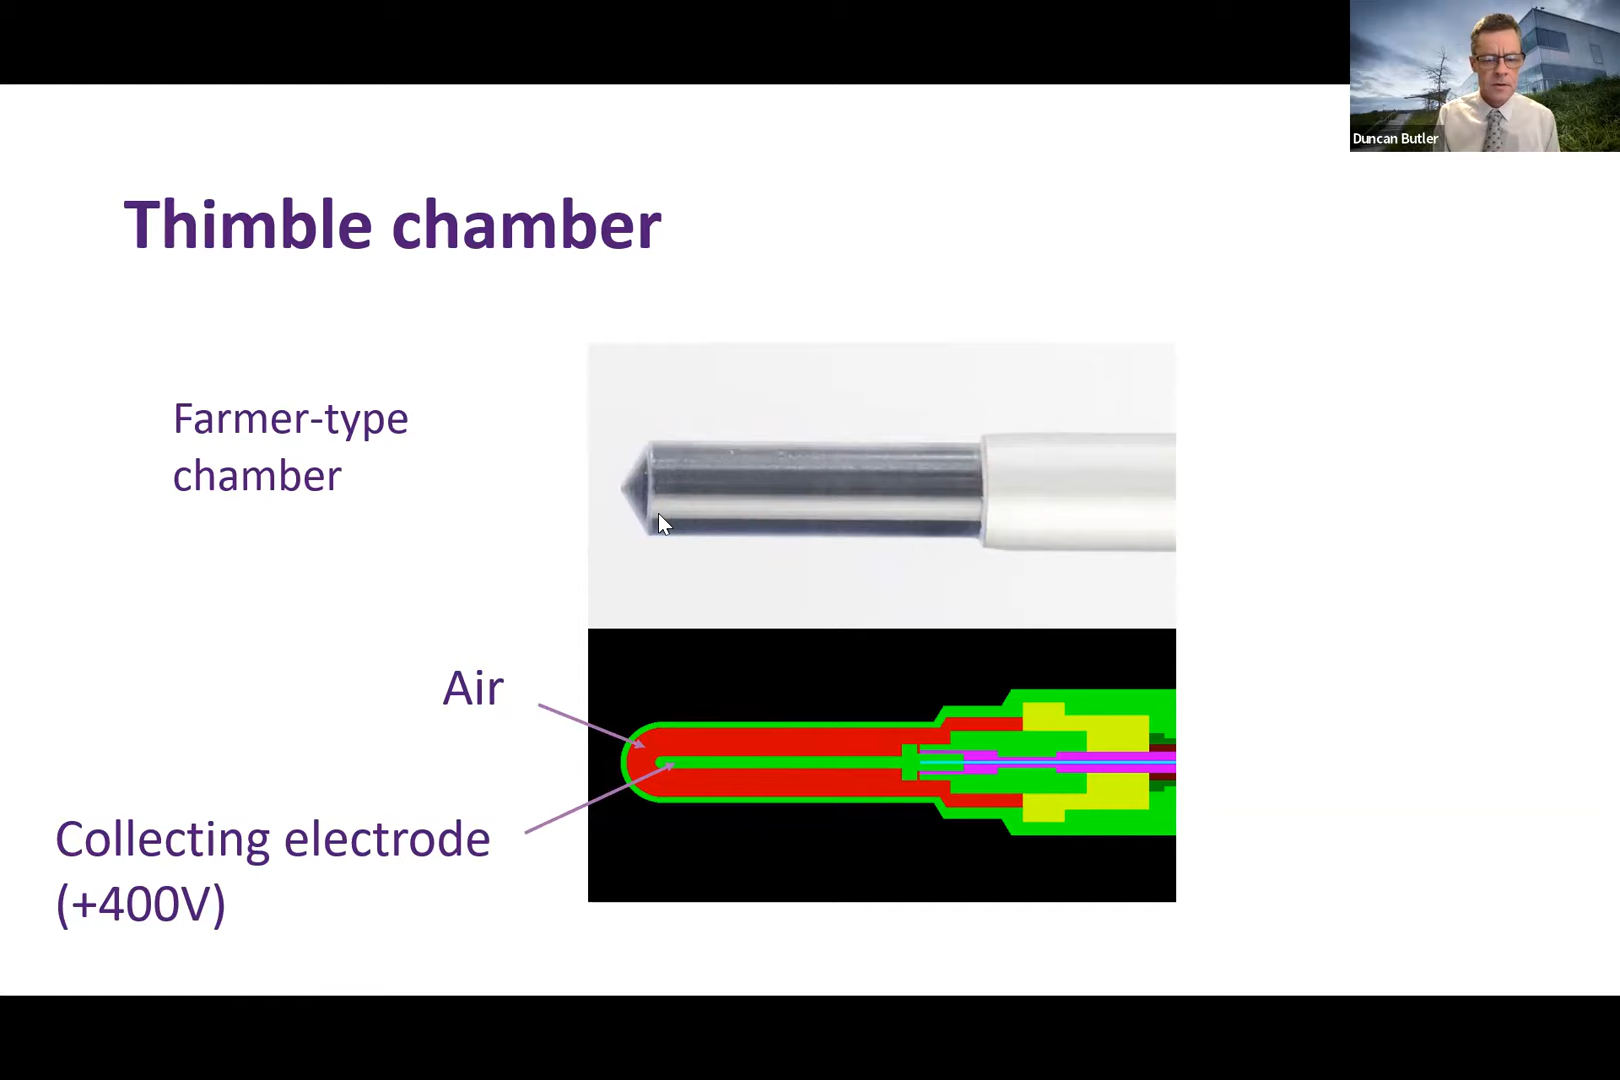 Duncan Butler
Thimble chamber
Farmer-type
chamber
Air
Collecting electrode
(+400V)